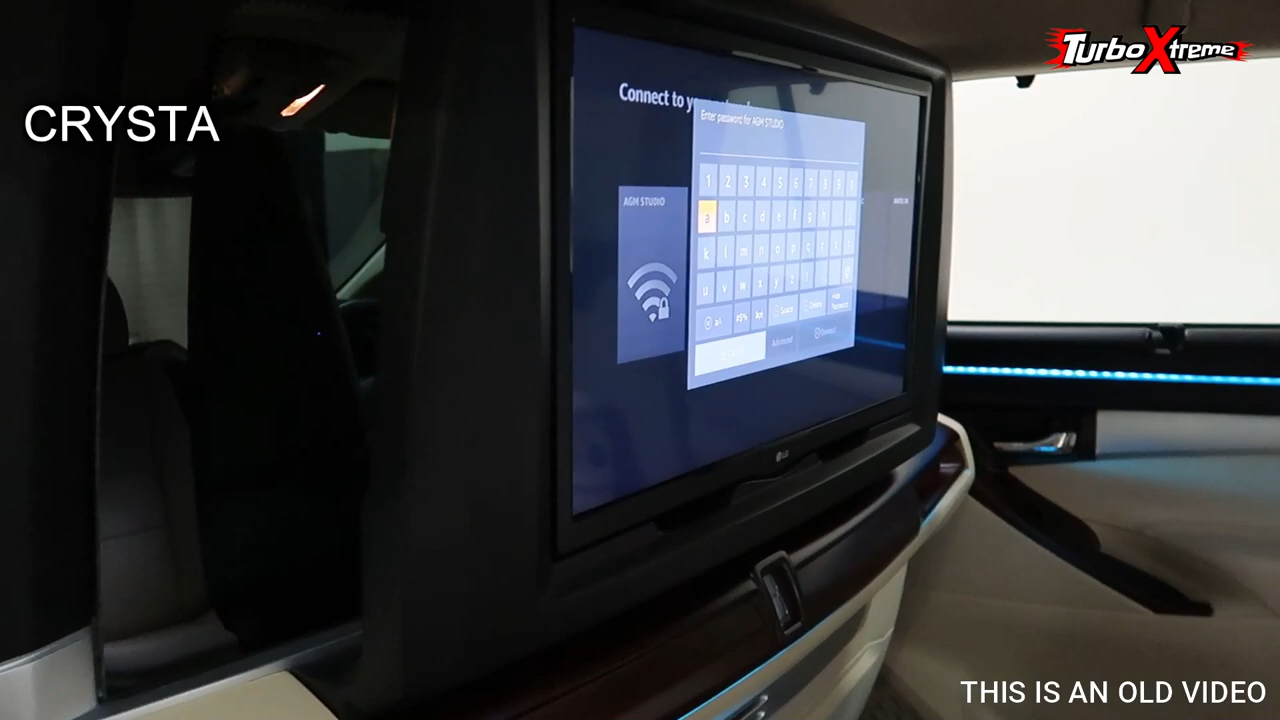 TurboXtreme
CRYSTA
Connect to
Enter password for AGM STUDIO
1 2 3 4 5 6 7 8 9
AGM STUDIO
a b c d e f g h
k l m n o p q r s t
u v w x y z
#$%
Space
Delete
Advanced
Connect
LG
THIS IS AN OLD VIDEO